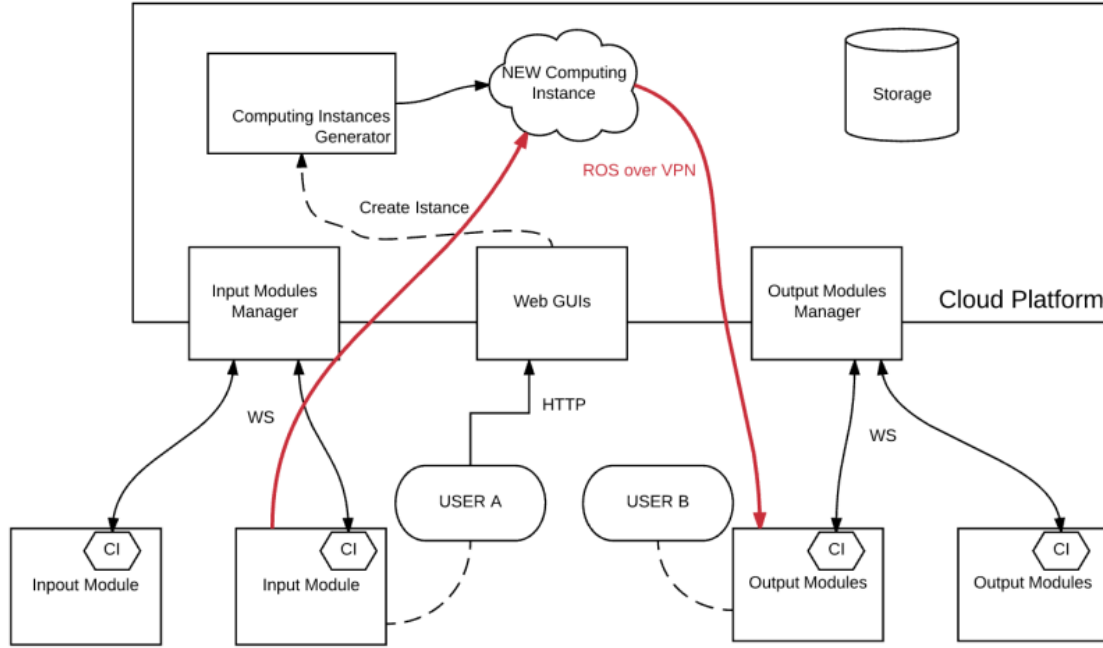 NEW Computing
Instance
Storage
Computing Instances
Generator
ROS over VPN
Create Istance
Input Modules
Manager
Web GUIs
Output Modules
Manager
Cloud Platform
WS
HTTP
WS
USER A
USER B
CI
Inpout Module
CI
Input Module
CI
Output Modules
CI
Output Modules